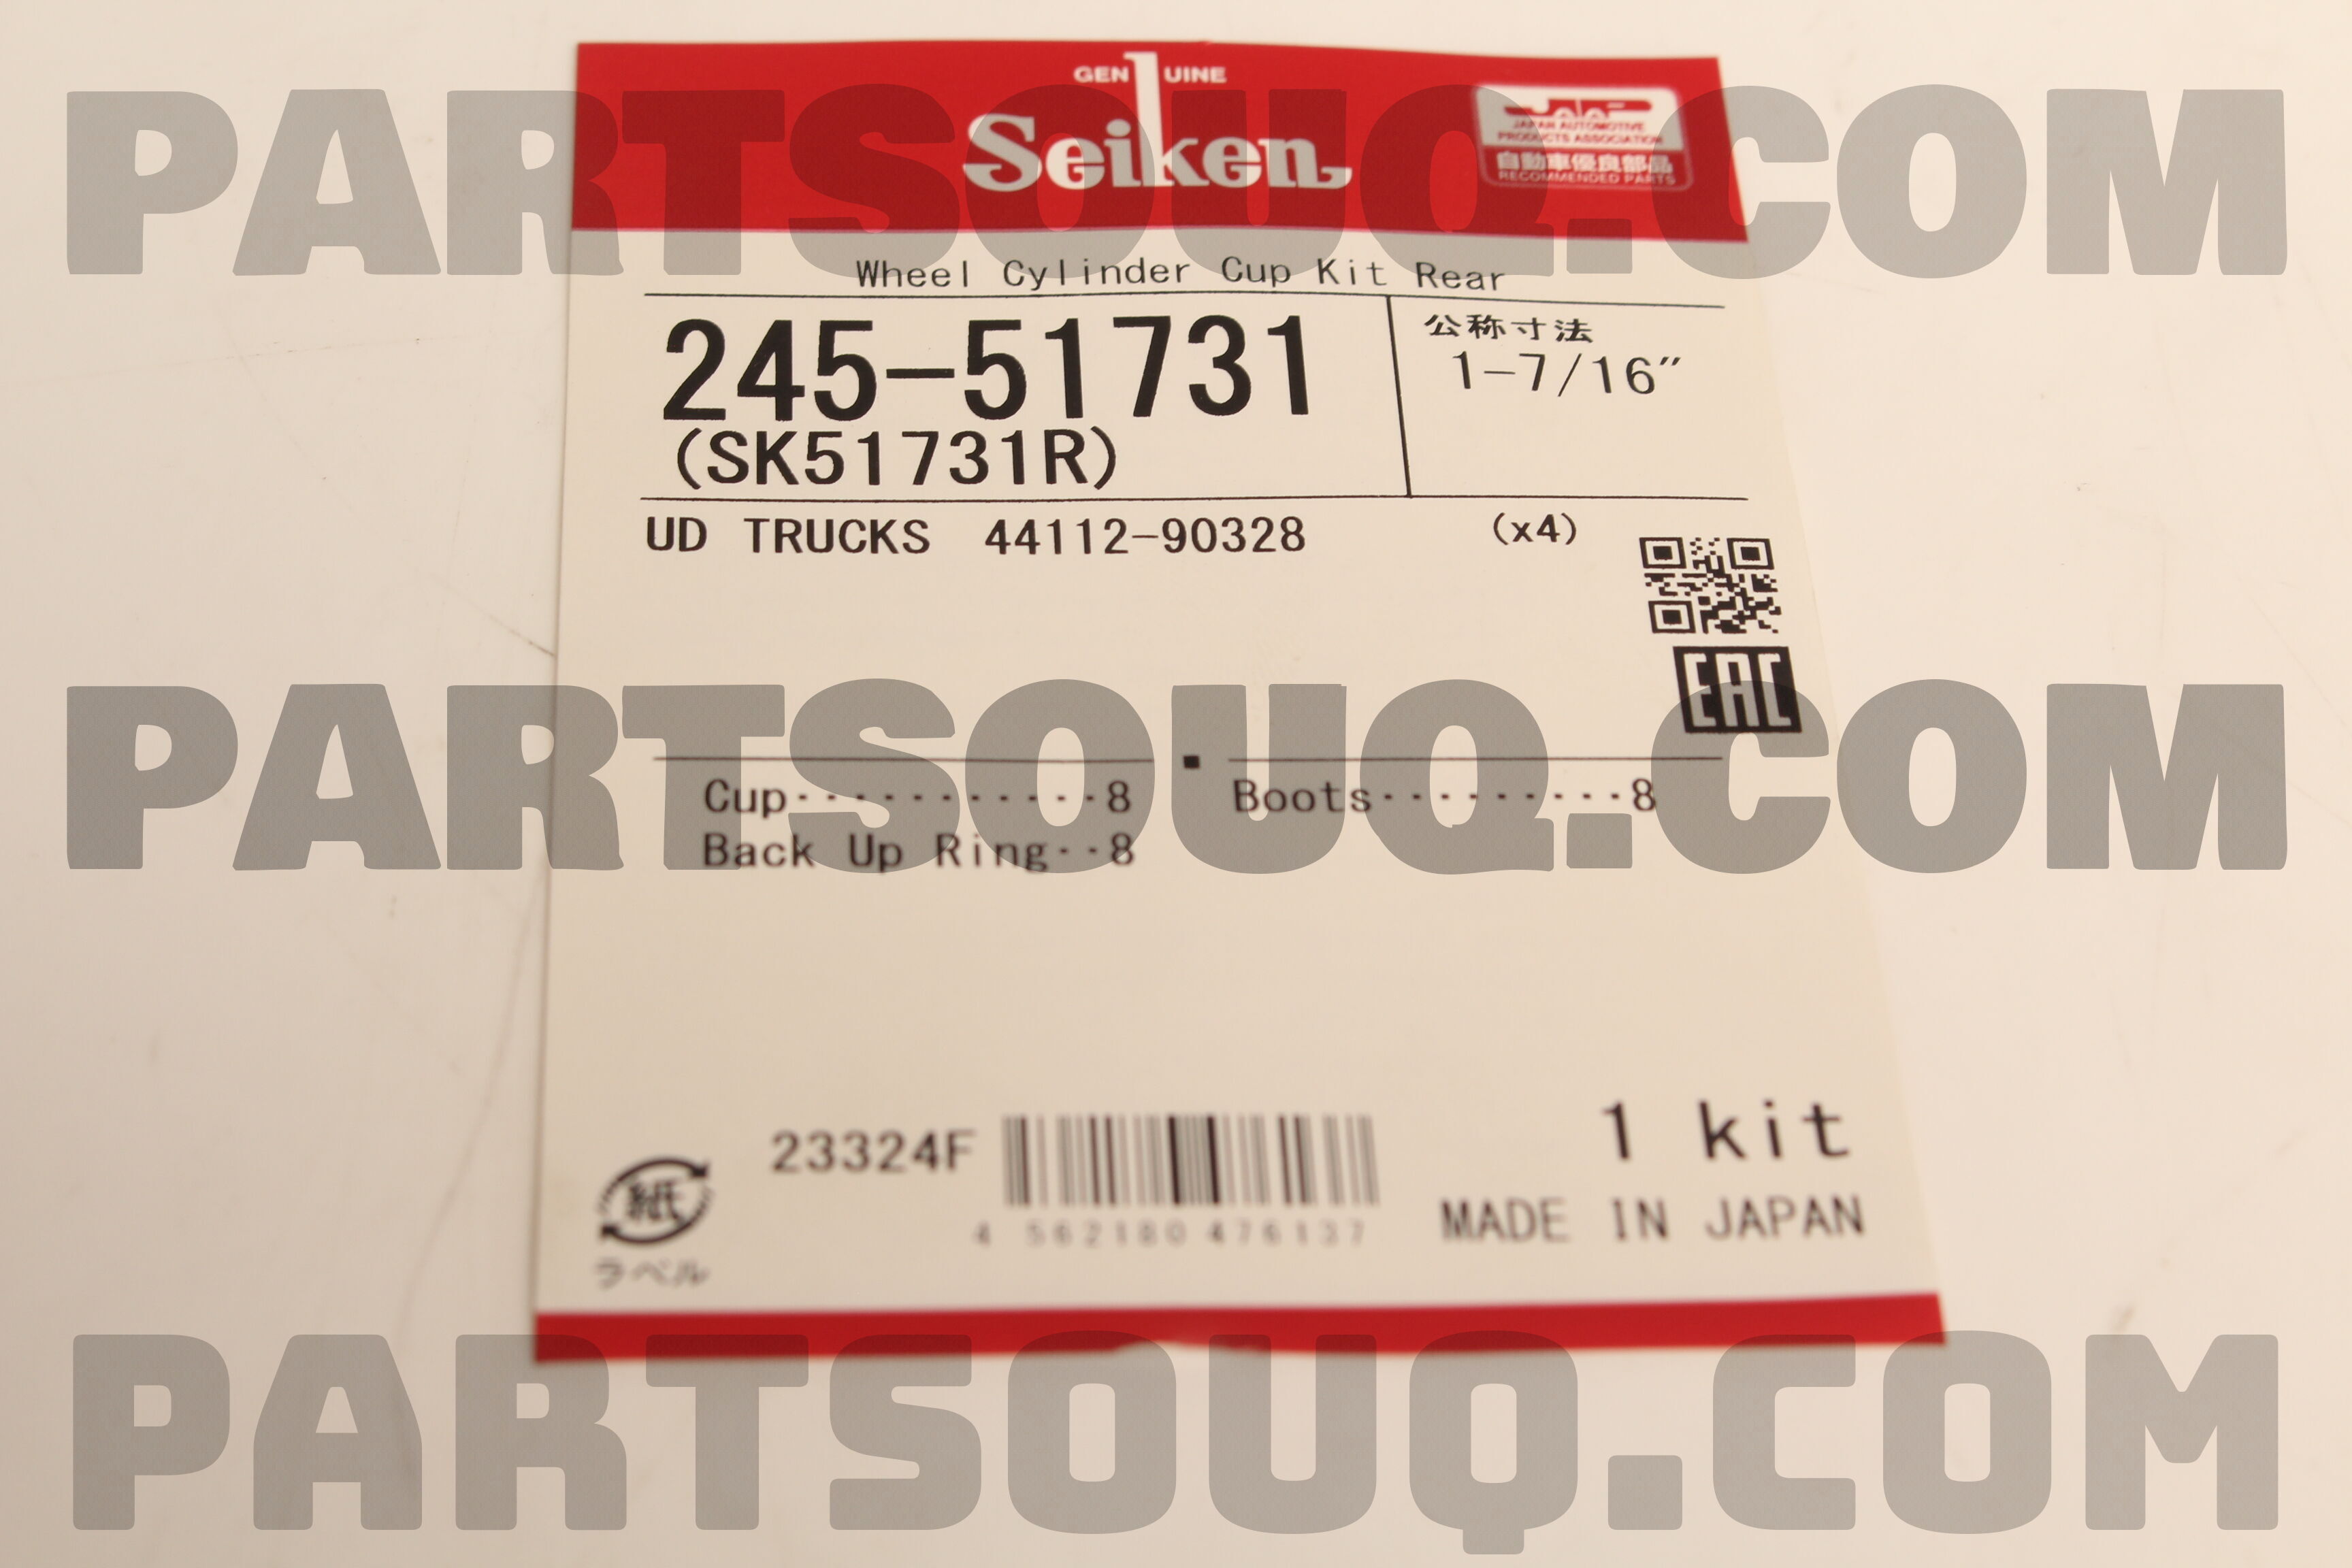 GENUINE
Seiken
JAPAN AUTOMOTIVE
PRODUCTS ASSOCIATION
自動車優良部品
RECOMMENDED PARTS
PARTSOUQ.COM
Wheel Cylinder Cup Kit Rear
245-51731
(SK51731R)
公称寸法
1-7/16″
UD TRUCKS 44112-90328 (x4)
EAC
PARTSOUQ.COM
Cup···········8
Back Up Ring··8
Boots·········8
23324F
4 562180 476137
1 kit
MADE IN JAPAN
紙
ラベル
PARTSOUQ.COM